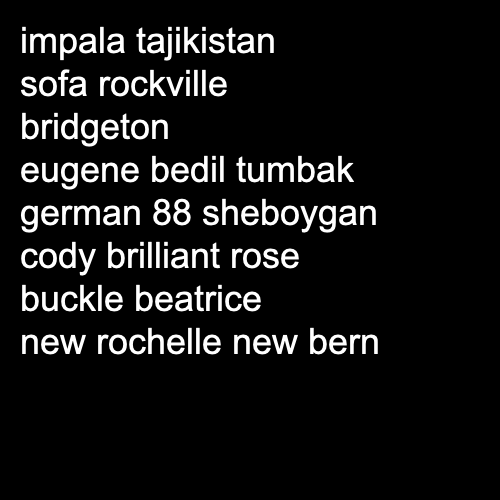 impala tajikistan
sofa rockville
bridgeton
eugene bedil tumbak
german 88 sheboygan
cody brilliant rose
buckle beatrice
new rochelle new bern